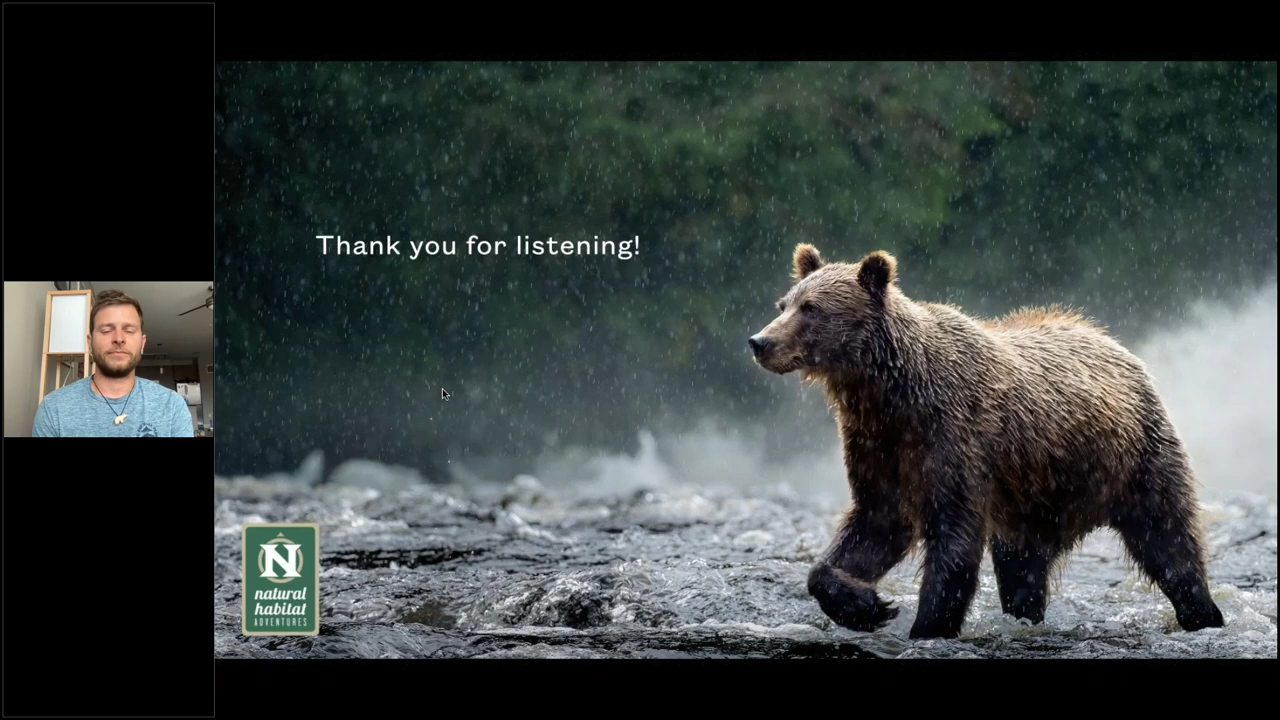 Thank you for listening!
N
natural
habitat
ADVENTURES